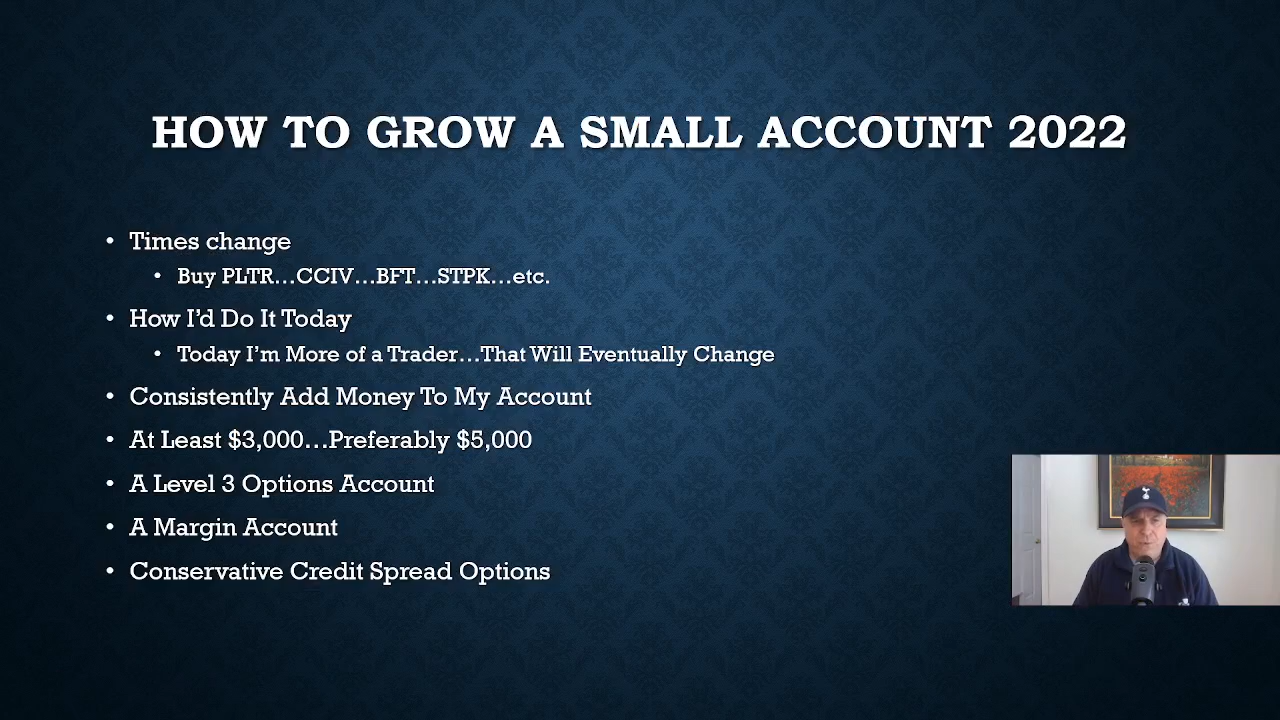 HOW TO GROW A SMALL ACCOUNT 2022
• Times change
• Buy PLTR...CCIV...BFT...STPK...etc.
• How I'd Do It Today
• Today I'm More of a Trader...That Will Eventually Change
• Consistently Add Money To My Account
• At Least $3,000...Preferably $5,000
• A Level 3 Options Account
• A Margin Account
• Conservative Credit Spread Options